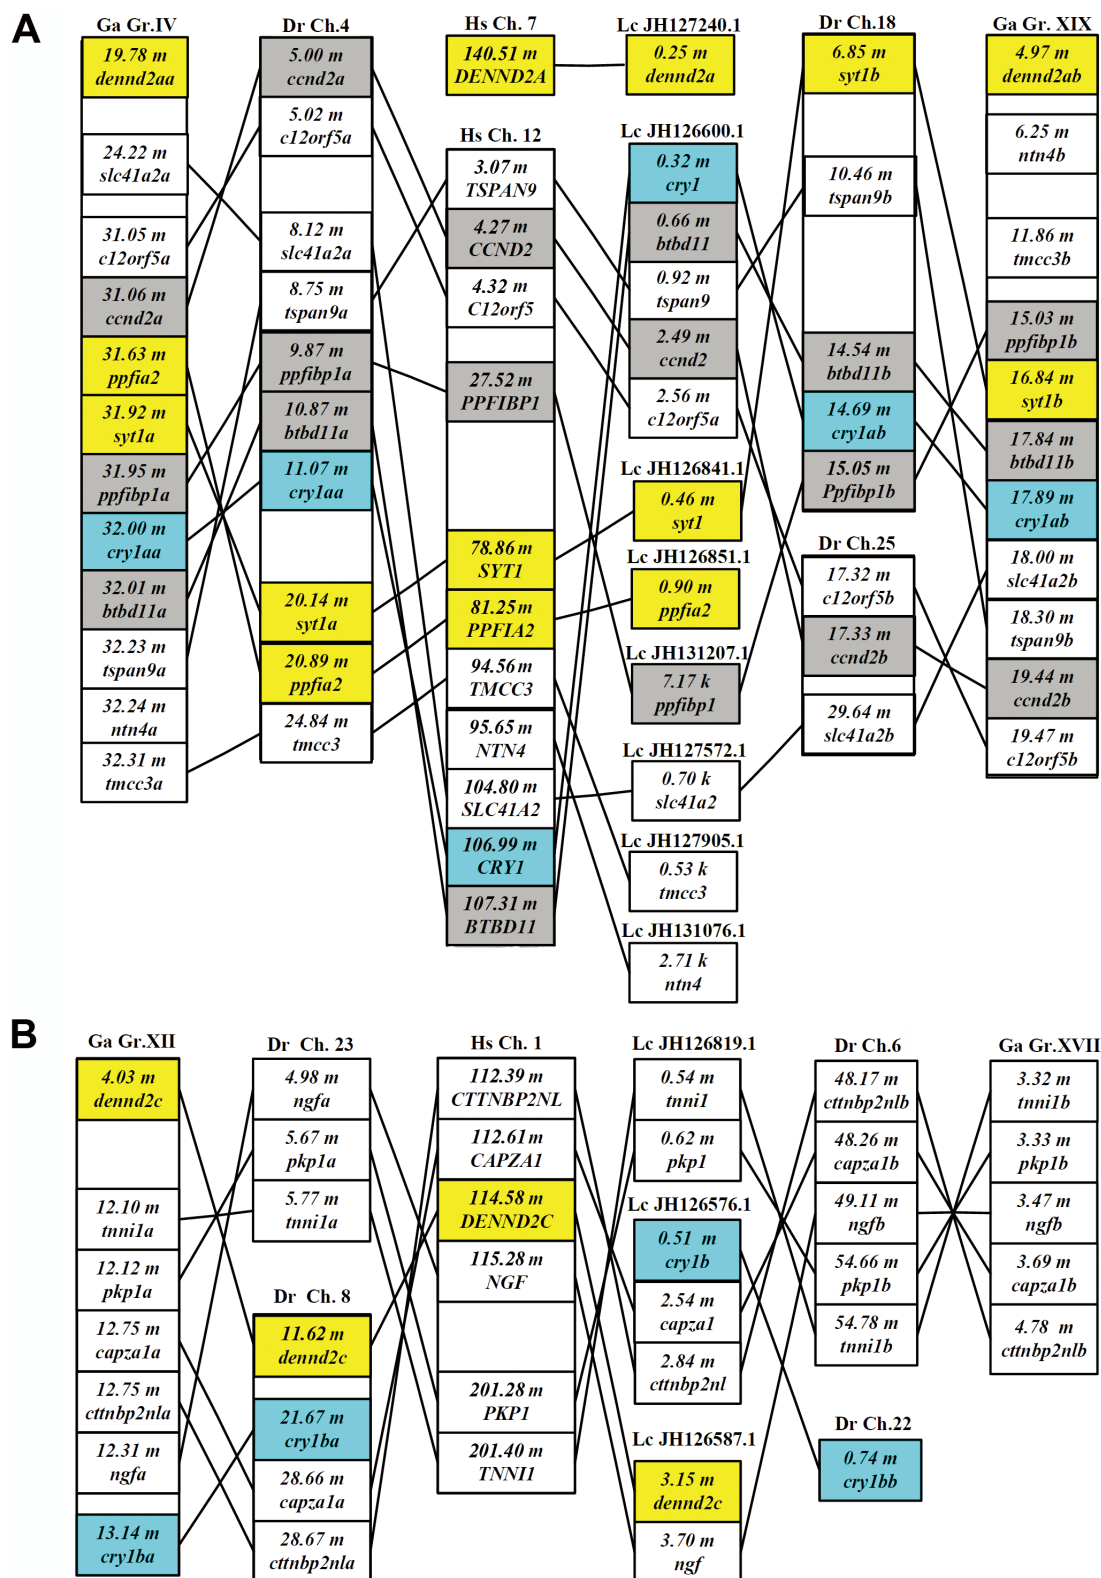 A
Ga Gr.IV
19.78 m
dennd2aa
24.22 m
slc41a2a
31.05 m
c12orf5a
31.06 m
ccnd2a
31.63 m
ppfia2
31.92 m
syt1a
31.95 m
ppfibp1a
32.00 m
cry1aa
32.01 m
btbd11a
32.23 m
tspan9a
32.24 m
ntn4a
32.31 m
tmcc3a
Dr Ch.4
5.00 m
ccnd2a
5.02 m
c12orf5a
8.12 m
slc41a2a
8.75 m
tspan9a
9.87 m
ppfibp1a
10.87 m
btbd11a
11.07 m
cry1aa
20.14 m
syt1a
20.89 m
ppfia2
24.84 m
tmcc3
Hs Ch. 7
140.51 m
DENND2A
Hs Ch. 12
3.07 m
TSPAN9
4.27 m
CCND2
4.32 m
C12orf5
27.52 m
PPFIBP1
78.86 m
SYT1
81.25 m
PPFIA2
94.56 m
TMCC3
95.65 m
NTN4
104.80 m
SLC41A2
106.99 m
CRY1
107.31 m
BTBD11
Lc JH127240.1
0.25 m
dennd2a
Lc JH126600.1
0.32 m
cry1
0.66 m
btbd11
0.92 m
tspan9
2.49 m
ccnd2
2.56 m
c12orf5a
Lc JH126841.1
0.46 m
syt1
Lc JH126851.1
0.90 m
ppfia2
Lc JH131207.1
7.17 k
ppfibp1
Lc JH127572.1
0.70 k
slc41a2
Lc JH127905.1
0.53 k
tmcc3
Lc JH131076.1
2.71 k
ntn4
Dr Ch.18
6.85 m
syt1b
10.46 m
tspan9b
14.54 m
btbd11b
14.69 m
cry1ab
15.05 m
Ppfibp1b
Dr Ch.25
17.32 m
c12orf5b
17.33 m
ccnd2b
29.64 m
slc41a2b
Ga Gr. XIX
4.97 m
dennd2ab
6.25 m
ntn4b
11.86 m
tmcc3b
15.03 m
ppfibp1b
16.84 m
syt1b
17.84 m
btbd11b
17.89 m
cry1ab
18.00 m
slc41a2b
18.30 m
tspan9b
19.44 m
ccnd2b
19.47 m
c12orf5b
B
Ga Gr.XII
4.03 m
dennd2c
12.10 m
tnni1a
12.12 m
pkp1a
12.75 m
capza1a
12.75 m
cttnbp2nla
12.31 m
ngfa
13.14 m
cry1ba
Dr Ch. 23
4.98 m
ngfa
5.67 m
pkp1a
5.77 m
tnni1a
Dr Ch. 8
11.62 m
dennd2c
21.67 m
cry1ba
28.66 m
capza1a
28.67 m
cttnbp2nla
Hs Ch. 1
112.39 m
CTTNBP2NL
112.61 m
CAPZA1
114.58 m
DENND2C
115.28 m
NGF
201.28 m
PKP1
201.40 m
TNNI1
Lc JH126819.1
0.54 m
tnni1
0.62 m
pkp1
Lc JH126576.1
0.51 m
cry1b
2.54 m
capza1
2.84 m
cttnbp2nl
Lc JH126587.1
3.15 m
dennd2c
3.70 m
ngf
Dr Ch.6
48.17 m
cttnbp2nlb
48.26 m
capza1b
49.11 m
ngfb
54.66 m
pkp1b
54.78 m
tnni1b
Dr Ch.22
0.74 m
cry1bb
Ga Gr.XVII
3.32 m
tnni1b
3.33 m
pkp1b
3.47 m
ngfb
3.69 m
capza1b
4.78 m
cttnbp2nlb